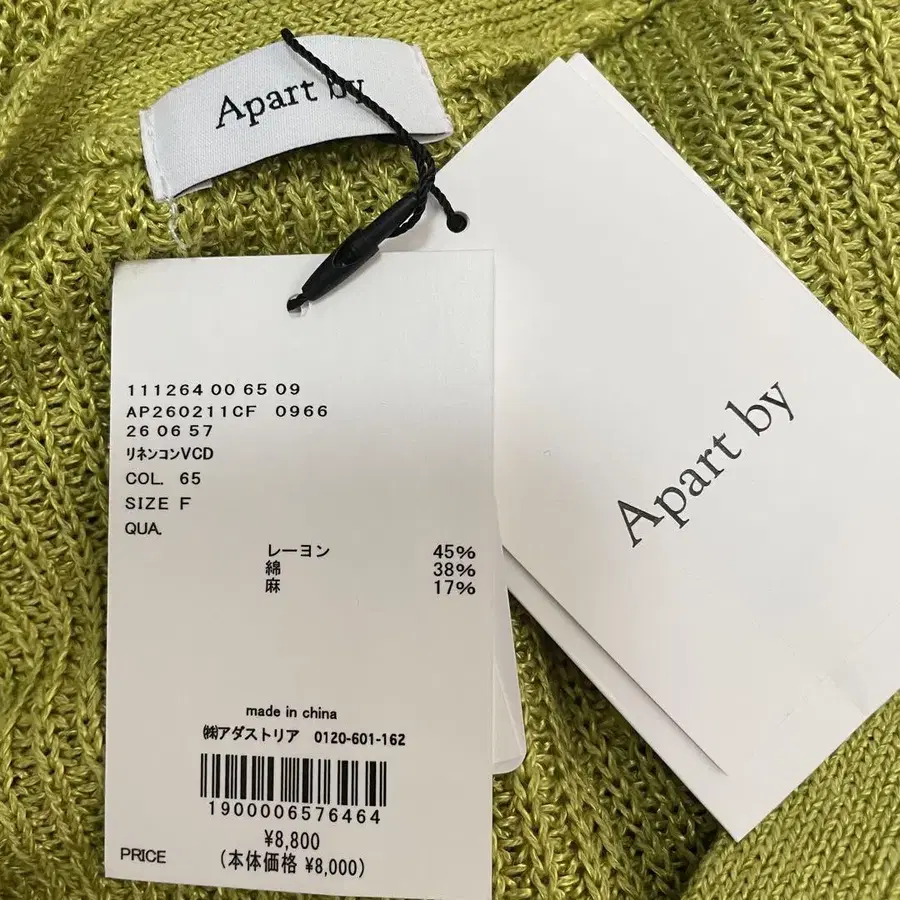 Apart by
111264 00 65 09
AP260211CF 0966
26 06 57
リネンコンVCD
COL. 65
SIZE F
QUA.
レーヨン 45%
綿 38%
麻 17%
made in china
㈱アダストリア 0120-601-162
1900006576464
¥8,800
PRICE (本体価格 ¥8,000)
Apart by